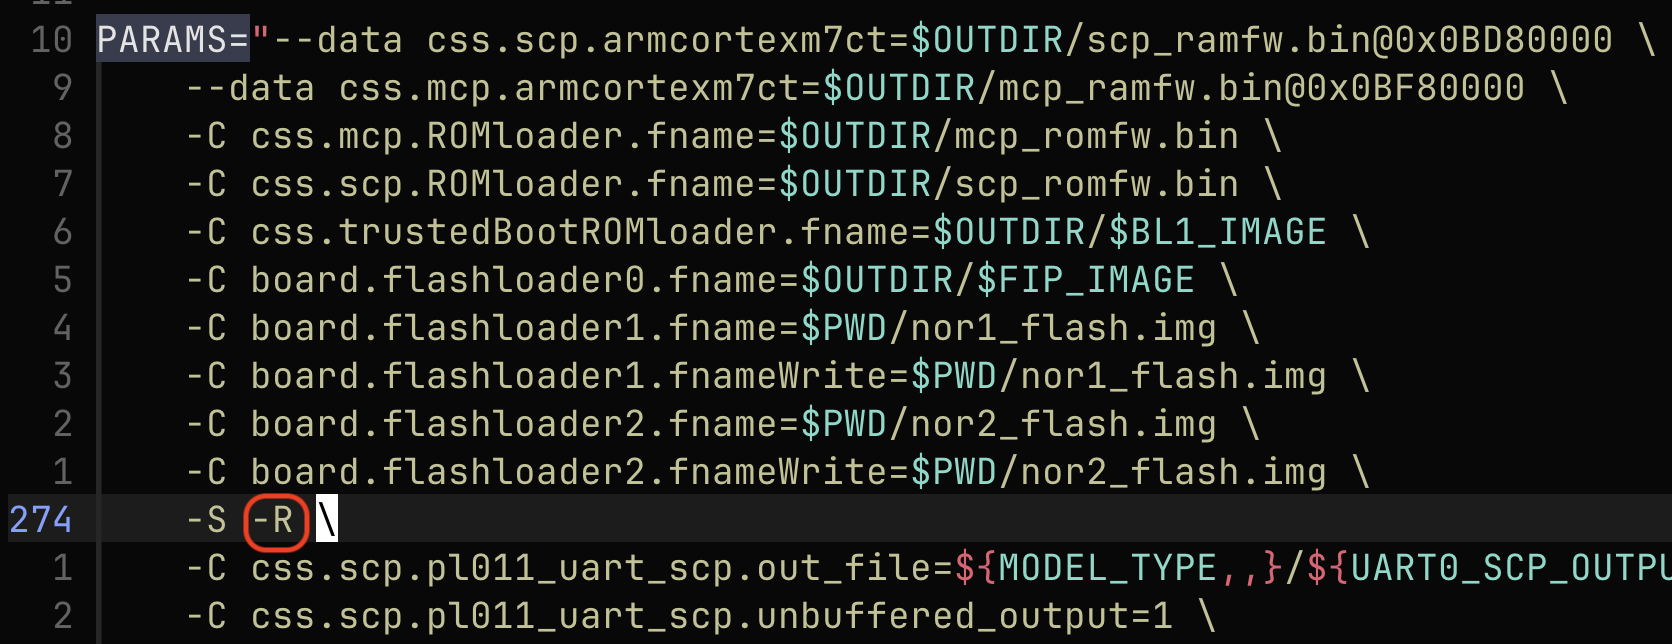 11
10 PARAMS="--data css.scp.armcortexm7ct=$OUTDIR/scp_ramfw.bin@0x0BD80000 \
9 --data css.mcp.armcortexm7ct=$OUTDIR/mcp_ramfw.bin@0x0BF80000 \
8 -C css.mcp.ROMloader.fname=$OUTDIR/mcp_romfw.bin \
7 -C css.scp.ROMloader.fname=$OUTDIR/scp_romfw.bin \
6 -C css.trustedBootROMloader.fname=$OUTDIR/$BL1_IMAGE \
5 -C board.flashloader0.fname=$OUTDIR/$FIP_IMAGE \
4 -C board.flashloader1.fname=$PWD/nor1_flash.img \
3 -C board.flashloader1.fnameWrite=$PWD/nor1_flash.img \
2 -C board.flashloader2.fname=$PWD/nor2_flash.img \
1 -C board.flashloader2.fnameWrite=$PWD/nor2_flash.img \
274 -S -R \
1 -C css.scp.pl011_uart_scp.out_file=${MODEL_TYPE,,}/${UART0_SCP_OUTPU
2 -C css.scp.pl011_uart_scp.unbuffered_output=1 \